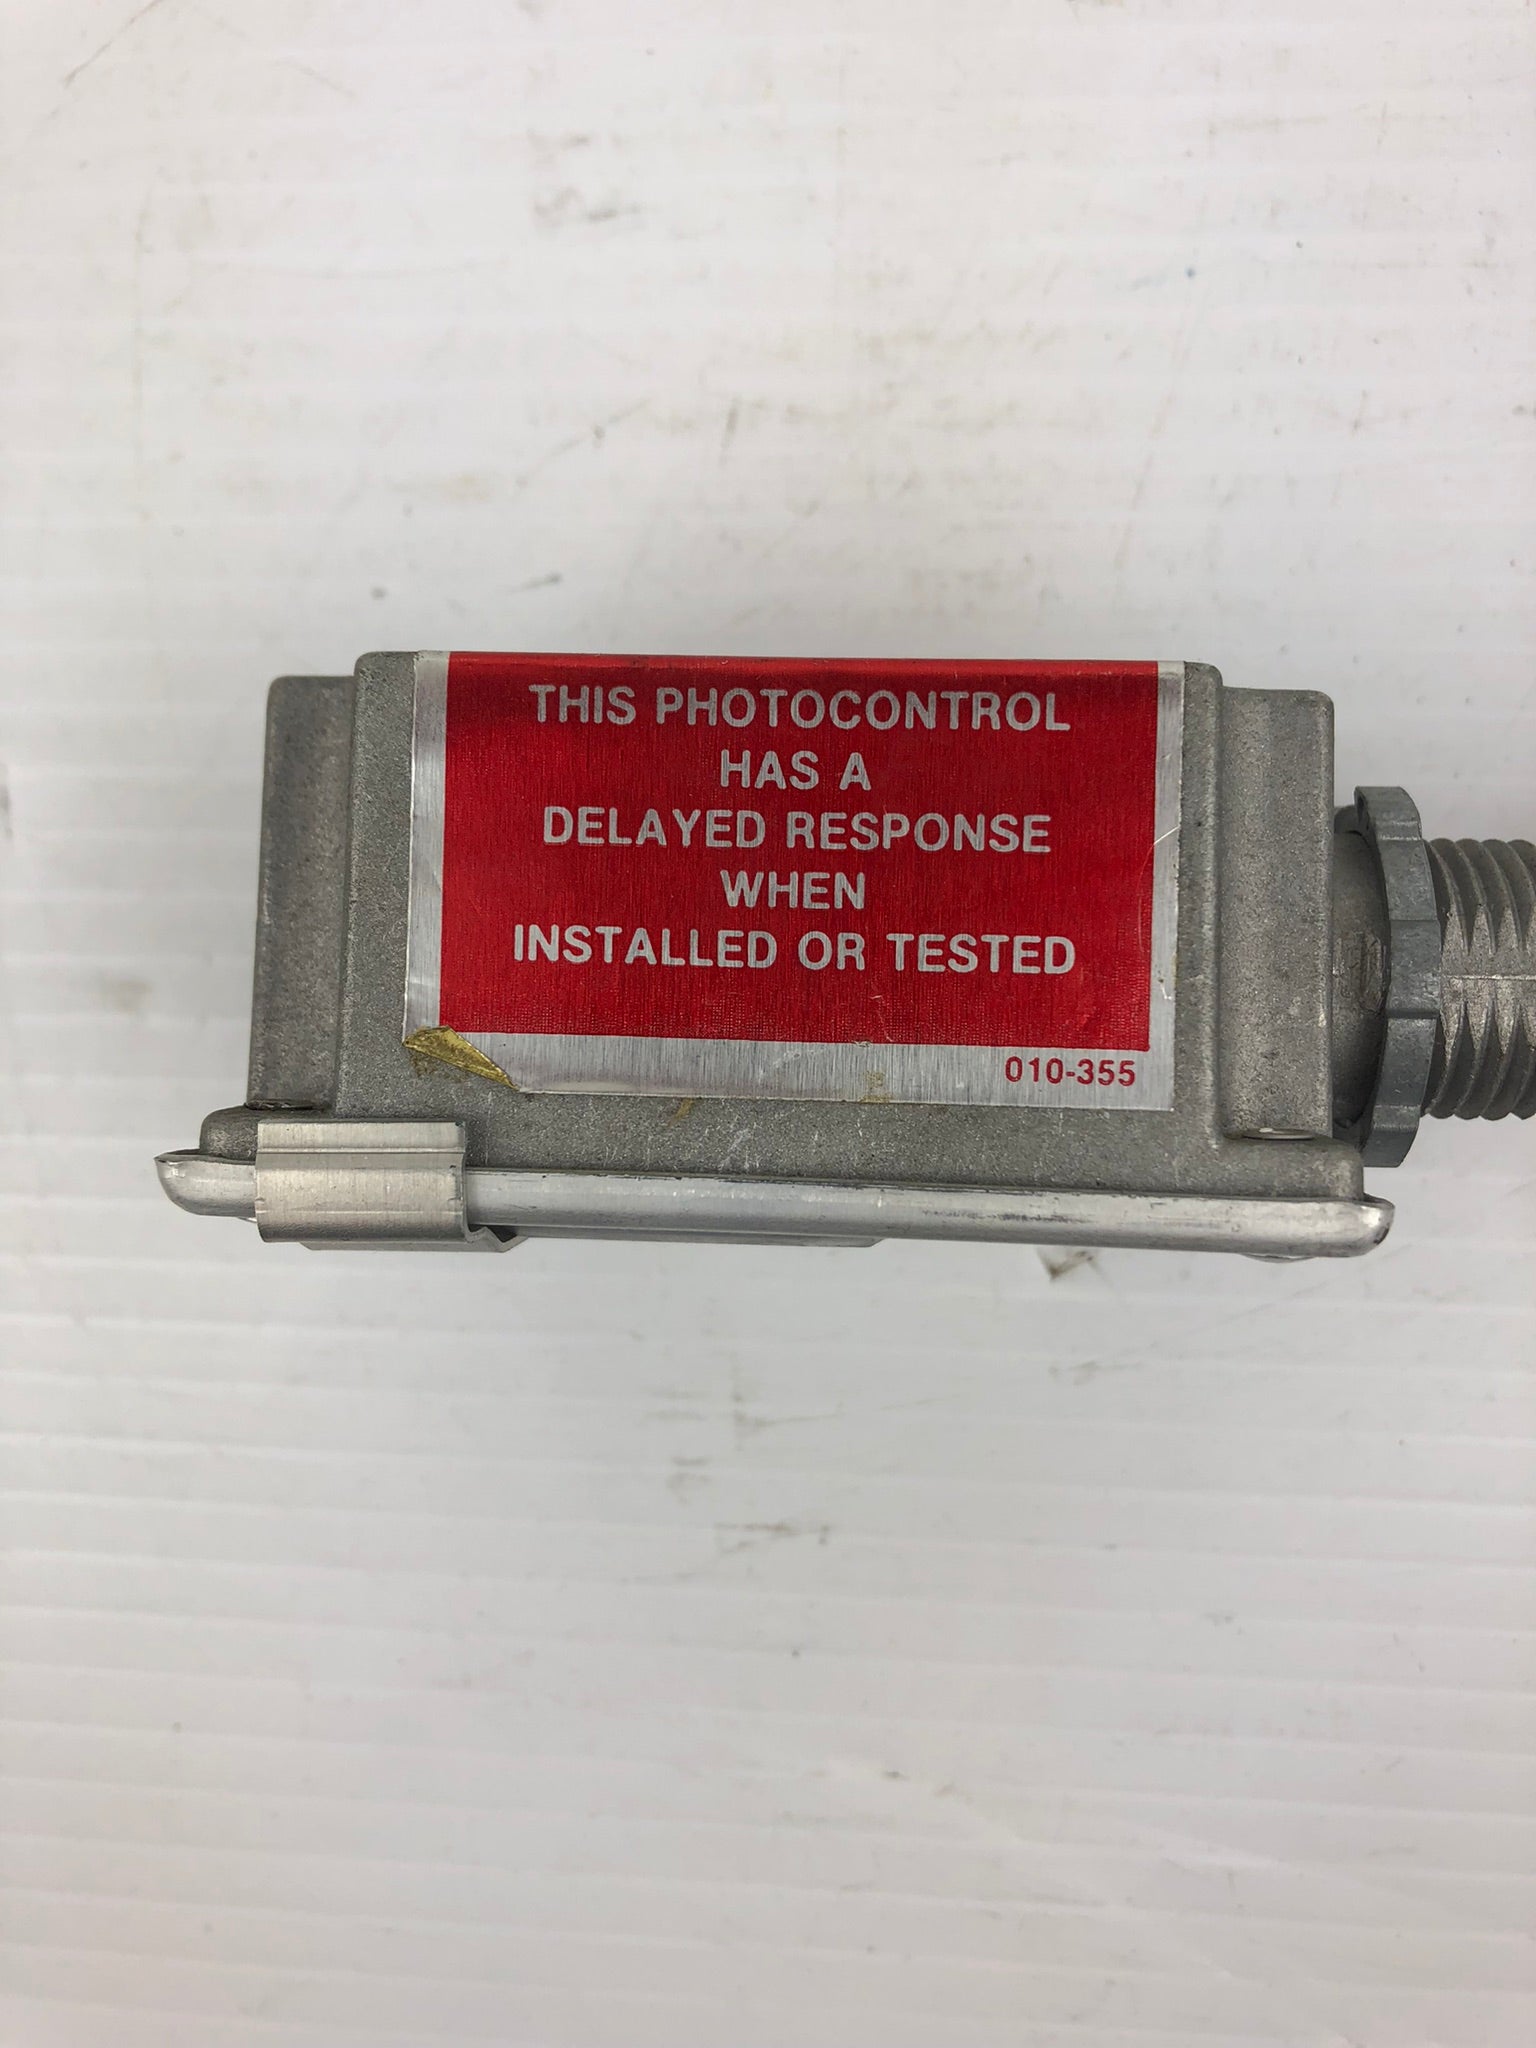 THIS PHOTOCONTROL
HAS A
DELAYED RESPONSE
WHEN
INSTALLED OR TESTED
010-355